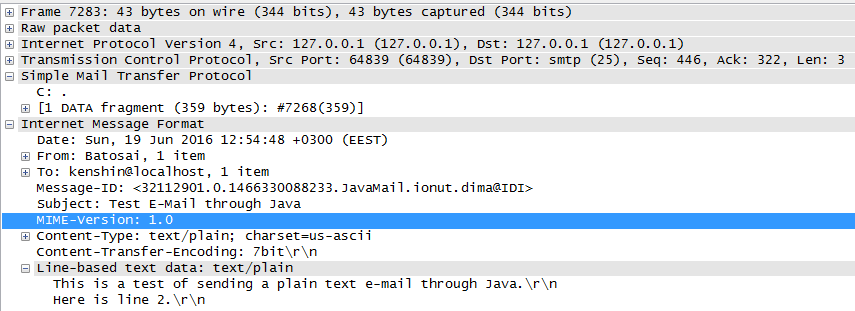 Frame 7283: 43 bytes on wire (344 bits), 43 bytes captured (344 bits)
Raw packet data
Internet Protocol Version 4, Src: 127.0.0.1 (127.0.0.1), Dst: 127.0.0.1 (127.0.0.1)
Transmission Control Protocol, Src Port: 64839 (64839), Dst Port: smtp (25), Seq: 446, Ack: 322, Len: 3
Simple Mail Transfer Protocol
C: .
[1 DATA fragment (359 bytes): #7268(359)]
Internet Message Format
Date: Sun, 19 Jun 2016 12:54:48 +0300 (EEST)
From: Batosai, 1 item
To: kenshin@localhost, 1 item
Message-ID: <32112901.0.1466330088233.JavaMail.ionut.dima@IDI>
Subject: Test E-Mail through Java
MIME-Version: 1.0
Content-Type: text/plain; charset=us-ascii
Content-Transfer-Encoding: 7bit\r\n
Line-based text data: text/plain
This is a test of sending a plain text e-mail through Java.\r\n
Here is line 2.\r\n